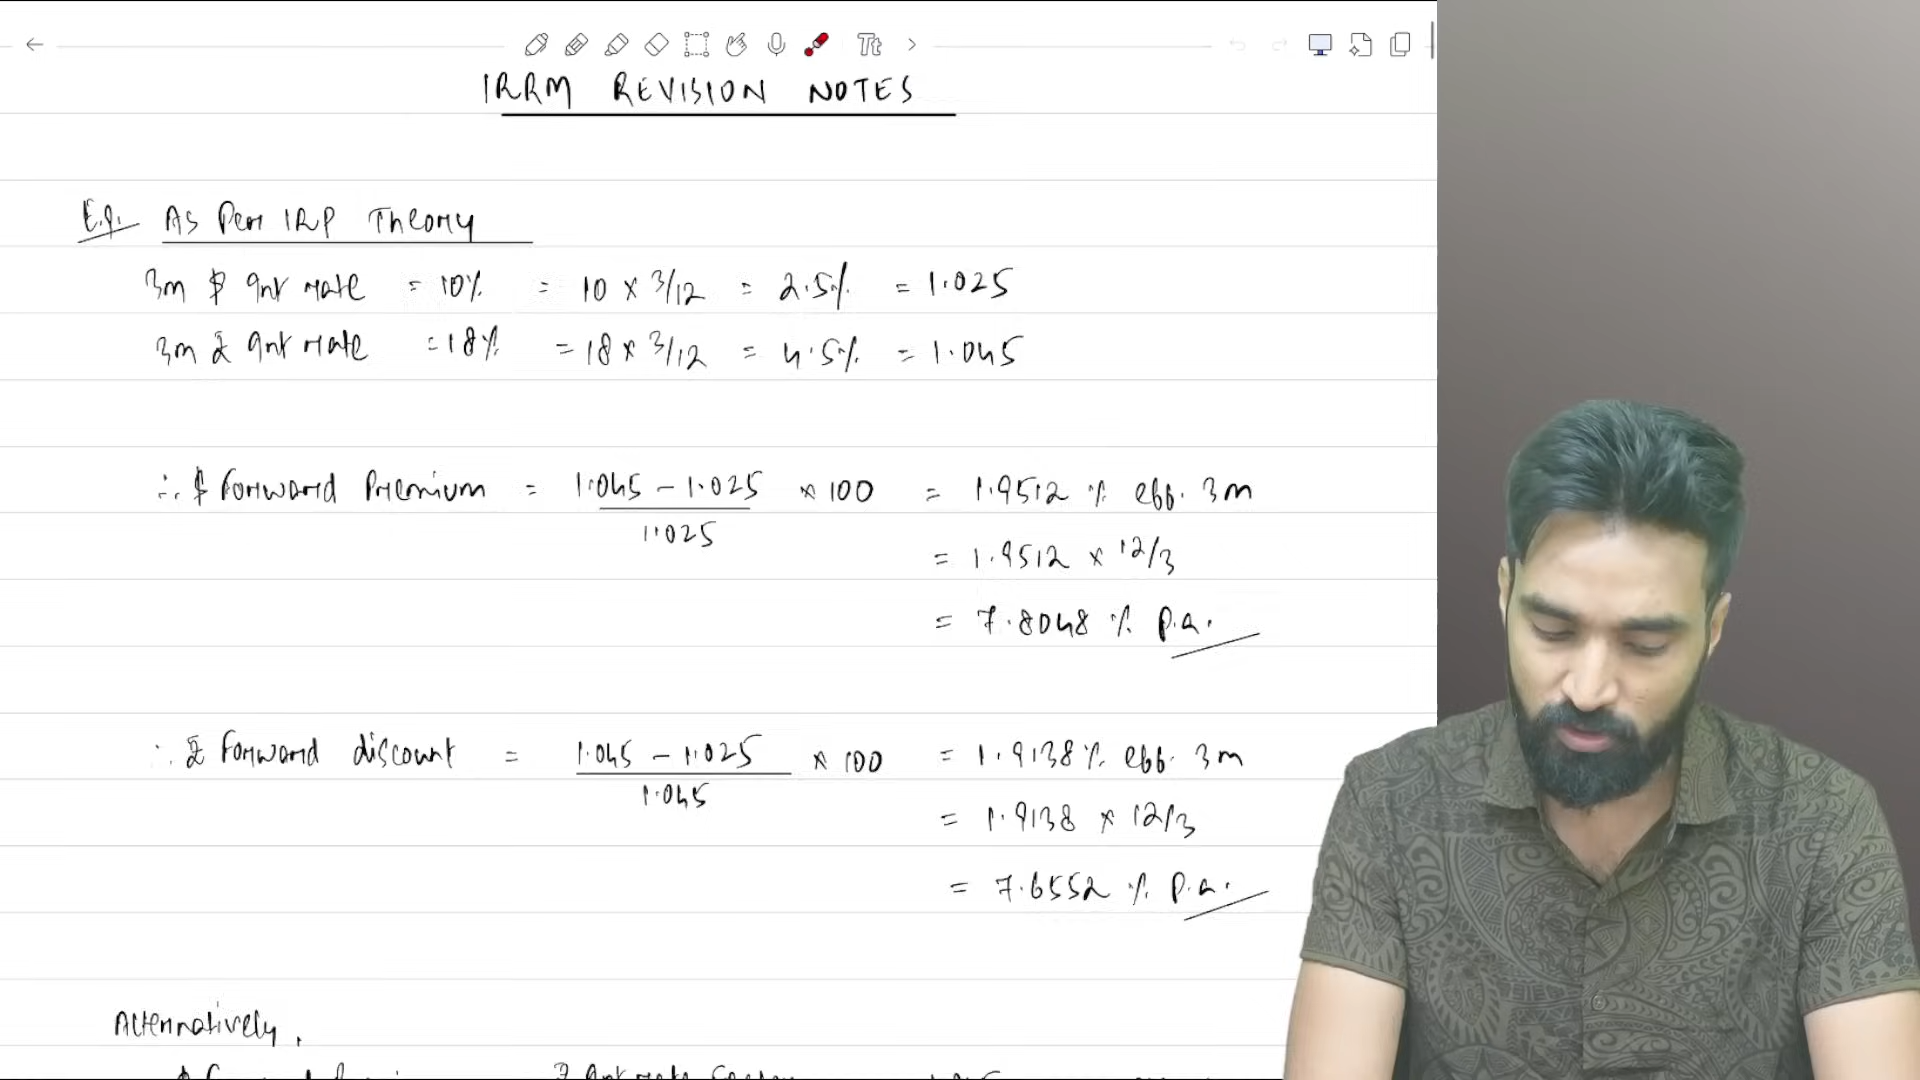 Tt
IRRM REVISION NOTES
E.g. As Per IRP Theory
3m $ Int rate = 10% = 10 × 3/12 = 2.5% = 1.025
3m ₹ Int rate = 18% = 18 × 3/12 = 4.5% = 1.045
∴ $ Forward Premium = 1.045 – 1.025 × 100 = 1.9512 % eff. 3m
1.025
= 1.9512 × 12/3
= 7.8048 % p.a.
∴ ₹ Forward discount = 1.045 – 1.025 × 100 = 1.9138% eff. 3m
1.045
= 1.9138 × 12/3
= 7.6552 % p.a.
Alternatively,